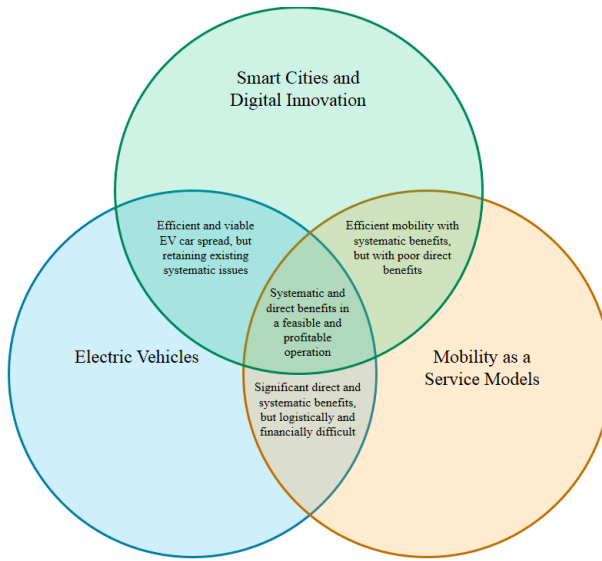 Smart Cities and
Digital Innovation
Efficient and viable
EV car spread, but
retaining existing
systematic issues
Efficient mobility with
systematic benefits,
but with poor direct
benefits
Systematic and
direct benefits in
a feasible and
profitable
operation
Electric Vehicles
Mobility as a
Service Models
Significant direct and
systematic benefits,
but logistically and
financially difficult